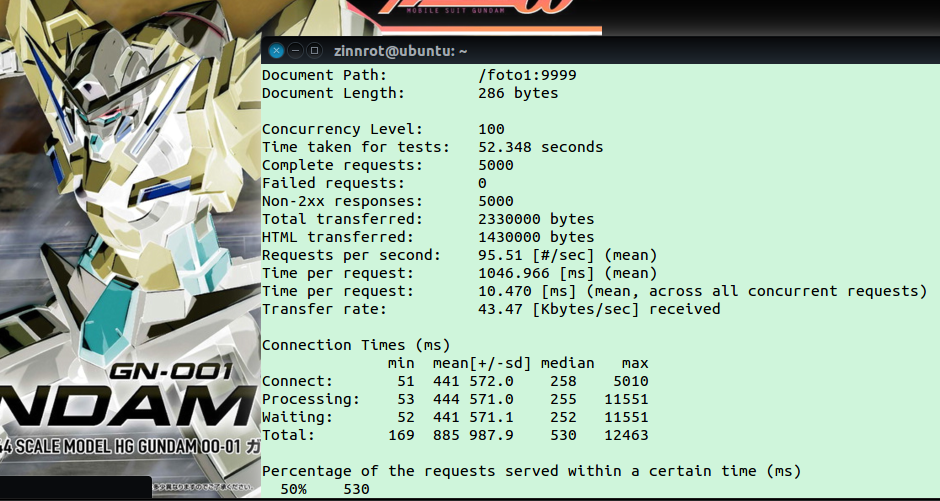 MOBILE SUIT GUNDAM
zinnrot@ubuntu: ~
Document Path:          /foto1:9999
Document Length:        286 bytes
Concurrency Level:      100
Time taken for tests:   52.348 seconds
Complete requests:      5000
Failed requests:        0
Non-2xx responses:      5000
Total transferred:      2330000 bytes
HTML transferred:       1430000 bytes
Requests per second:    95.51 [#/sec] (mean)
Time per request:       1046.966 [ms] (mean)
Time per request:       10.470 [ms] (mean, across all concurrent requests)
Transfer rate:          43.47 [Kbytes/sec] received
Connection Times (ms)
              min  mean[+/-sd] median   max
Connect:       51  441 572.0    258    5010
Processing:    53  444 571.0    255   11551
Waiting:       52  441 571.1    252   11551
Total:        169  885 987.9    530   12463
Percentage of the requests served within a certain time (ms)
  50%    530
GN-001
NDAM
44 SCALE MODEL HG GUNDAM 00-01 ガ